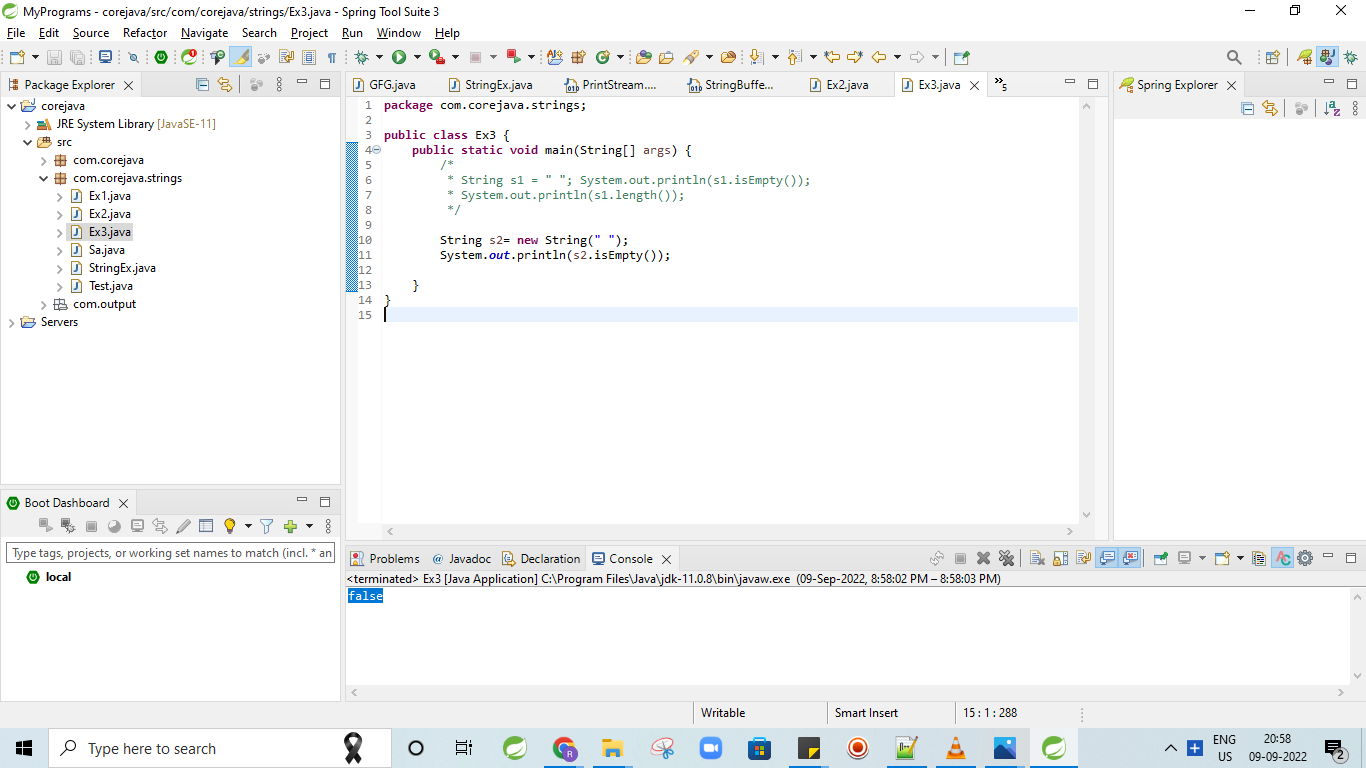 MyPrograms - corejava/src/com/corejava/strings/Ex3.java - Spring Tool Suite 3
File Edit Source Refactor Navigate Search Project Run Window Help
Package Explorer
corejava
JRE System Library [JavaSE-11]
src
com.corejava
com.corejava.strings
Ex1.java
Ex2.java
Ex3.java
Sa.java
StringEx.java
Test.java
com.output
Servers
GFG.java StringEx.java PrintStream.... StringBuffe... Ex2.java Ex3.java »5
1 package com.corejava.strings;
2
3 public class Ex3 {
4 public static void main(String[] args) {
5 /*
6 * String s1 = " "; System.out.println(s1.isEmpty());
7 * System.out.println(s1.length());
8 */
9
10 String s2= new String(" ");
11 System.out.println(s2.isEmpty());
12
13 }
14 }
15
Spring Explorer
Boot Dashboard
Type tags, projects, or working set names to match (incl. * an
local
Problems @ Javadoc Declaration Console
<terminated> Ex3 [Java Application] C:\Program Files\Java\jdk-11.0.8\bin\javaw.exe (09-Sep-2022, 8:58:02 PM – 8:58:03 PM)
false
Writable Smart Insert 15 : 1 : 288
Type here to search
ENG
US
20:58
09-09-2022
2